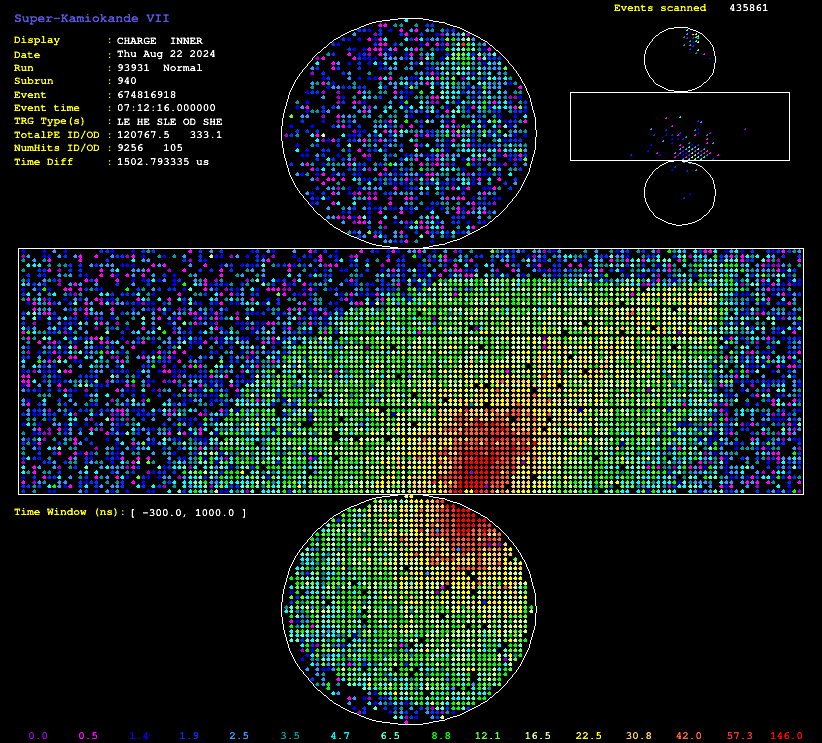 Super-Kamiokande VII
Display : CHARGE INNER
Date : Thu Aug 22 2024
Run : 93931 Normal
Subrun : 940
Event : 674816918
Event time : 07:12:16.000000
TRG Type(s) : LE HE SLE OD SHE
TotalPE ID/OD : 120767.5 333.1
NumHits ID/OD : 9256 105
Time Diff : 1502.793335 us
Events scanned 435861
Time Window (ns): [ -300.0, 1000.0 ]
0.0 0.5 1.4 1.9 2.5 3.5 4.7 6.5 8.8 12.1 16.5 22.5 30.8 42.0 57.3 146.0